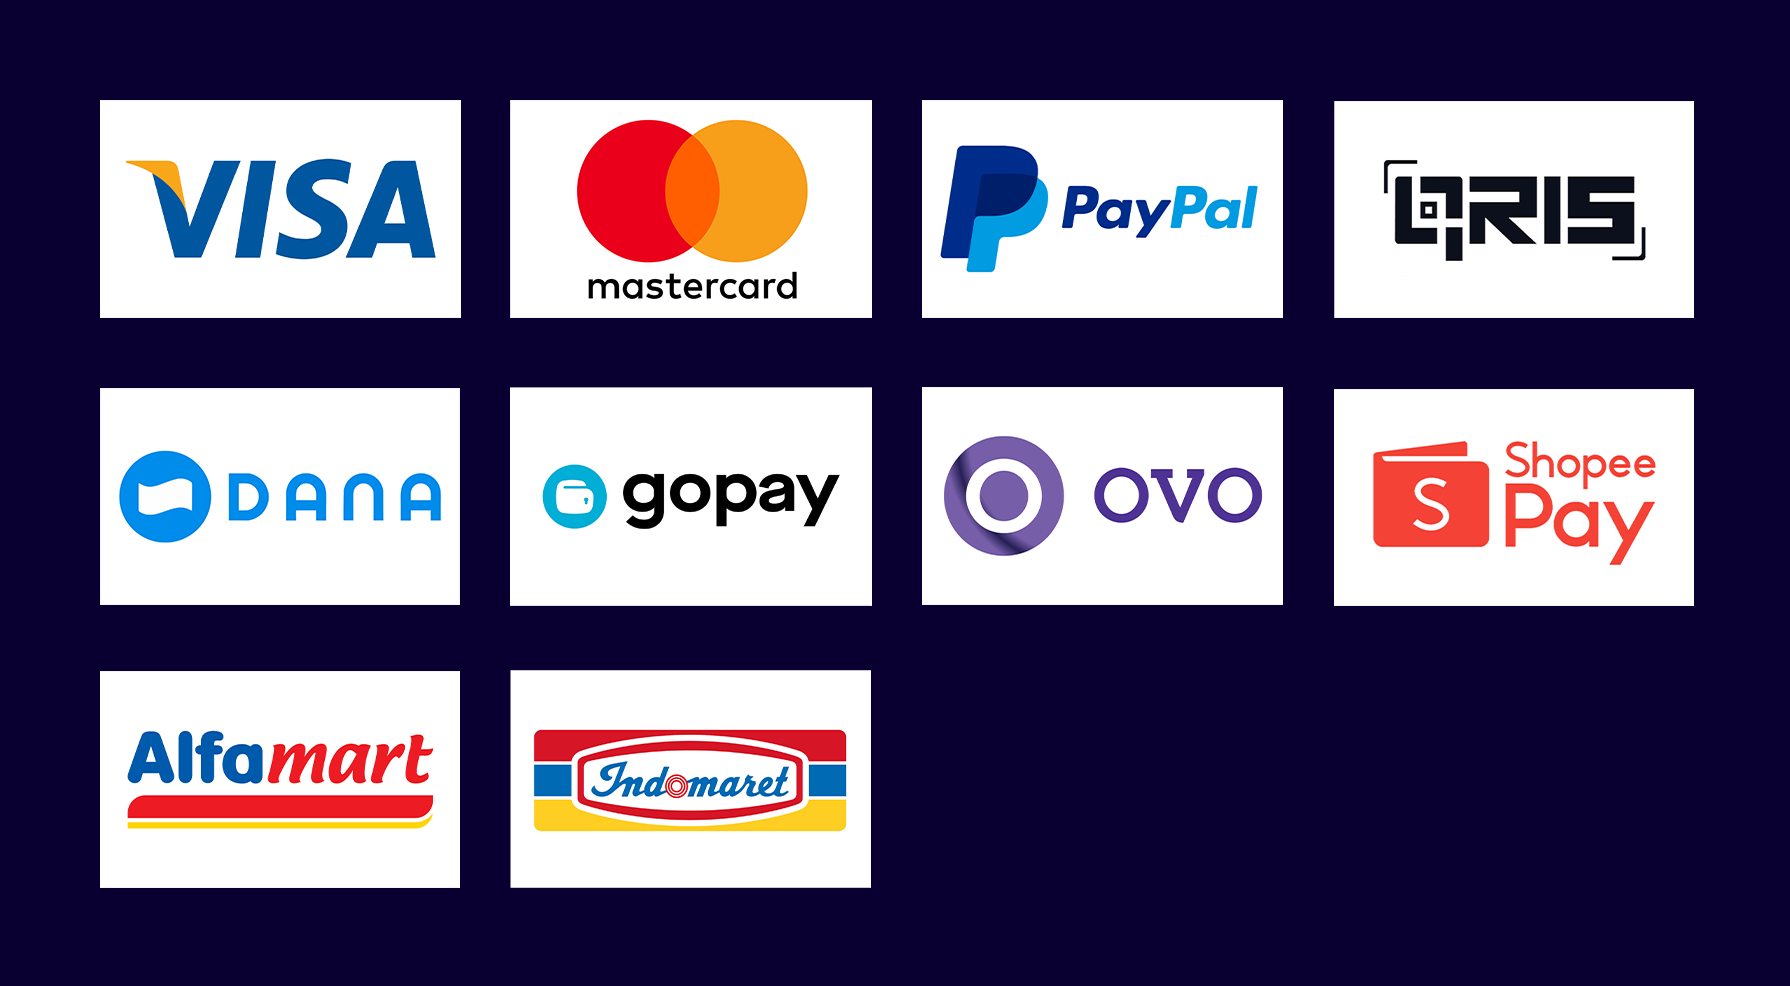 VISA
mastercard
PayPal
QRIS
DANA
gopay
OVO
S
Shopee
Pay
Alfamart
Indomaret